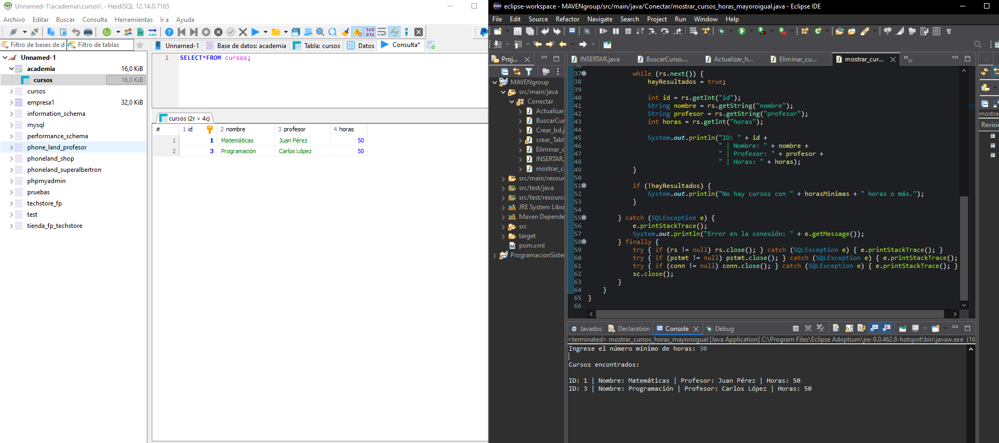 Unnamed-1\academia\cursos\ - HeidiSQL 12.14.0.7165
Archivo Editar Buscar Consulta Herramientas Ir a Ayuda
Filtro de bases de d Filtro de tablas
Unnamed-1 Base de datos: academia Tabla: cursos Datos Consulta*
Unnamed-1
academia 16,0 KiB
cursos 16,0 KiB
cursos
empresa1 32,0 KiB
information_schema
mysql
performance_schema
phone_land_profesor
phoneland_shop
phoneland_superalbertron
phpmyadmin
pruebas
techstore_fp
test
tienda_fp_techstore
1 SELECT*FROM cursos;
cursos (2r × 4c)
# 1 id 2 nombre 3 profesor 4 horas
1 1 Matemáticas Juan Pérez 50
2 3 Programación Carlos López 50
eclipse-workspace - MAVENgroup/src/main/java/Conectar/mostrar_cursos_horas_mayoroigual.java - Eclipse IDE
File Edit Source Refactor Navigate Search Project Run Window Help
Proj...
MAVENgroup
src/main/java
Conectar
Actualizar_
BuscarCur
Crear_bd.j
crear_Tabl
Eliminar_c
INSERTAR.
mostrar_c
src/main/resour
src/test/java
src/test/resource
JRE System Libra
Maven Depende
src
target
pom.xml
ProgramacionSister
INSERTAR.java BuscarCurso.... Actualizar_h... Eliminar_cu... mostrar_cur... »10
36
37 while (rs.next()) {
38 hayResultados = true;
39
40 int id = rs.getInt("id");
41 String nombre = rs.getString("nombre");
42 String profesor = rs.getString("profesor");
43 int horas = rs.getInt("horas");
44
45 System.out.println("ID: " + id +
46 " | Nombre: " + nombre +
47 " | Profesor: " + profesor +
48 " | Horas: " + horas);
49 }
50
51 if (!hayResultados) {
52 System.out.println("No hay cursos con " + horasMinimas + " horas o más.");
53 }
54
55 } catch (SQLException e) {
56 e.printStackTrace();
57 System.out.println("Error en la conexión: " + e.getMessage());
58 } finally {
59 try { if (rs != null) rs.close(); } catch (SQLException e) { e.printStackTrace(); }
60 try { if (pstmt != null) pstmt.close(); } catch (SQLException e) { e.printStackTrace();
61 try { if (conn != null) conn.close(); } catch (SQLException e) { e.printStackTrace(); }
62 sc.close();
63 }
64 }
65 }
66
mostra
Revisio
Javadoc Declaration Console Debug
<terminated> mostrar_cursos_horas_mayoroigual [Java Application] C:\Program Files\Eclipse Adoptium\jre-8.0.462.8-hotspot\bin\javaw.exe (16
Ingrese el número mínimo de horas: 30
Cursos encontrados:
ID: 1 | Nombre: Matemáticas | Profesor: Juan Pérez | Horas: 50
ID: 3 | Nombre: Programación | Profesor: Carlos López | Horas: 50